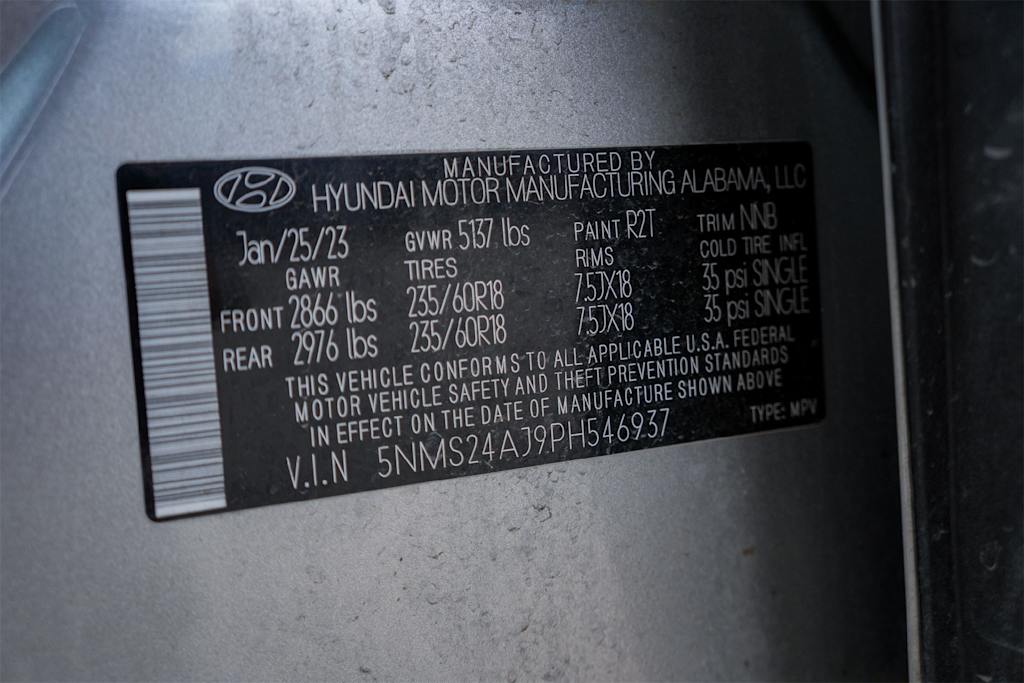 MANUFACTURED BY
HYUNDAI MOTOR MANUFACTURING ALABAMA, LLC
Jan/25/23 GVWR 5137 lbs PAINT R2T TRIM NNB
GAWR TIRES RIMS COLD TIRE INFL
FRONT 2866 lbs 235/60R18 7.5JX18 35 psi SINGLE
REAR 2976 lbs 235/60R18 7.5JX18 35 psi SINGLE
THIS VEHICLE CONFORMS TO ALL APPLICABLE U.S.A. FEDERAL
MOTOR VEHICLE SAFETY AND THEFT PREVENTION STANDARDS
IN EFFECT ON THE DATE OF MANUFACTURE SHOWN ABOVE
V.I.N 5NMS24AJ9PH546937 TYPE: MPV